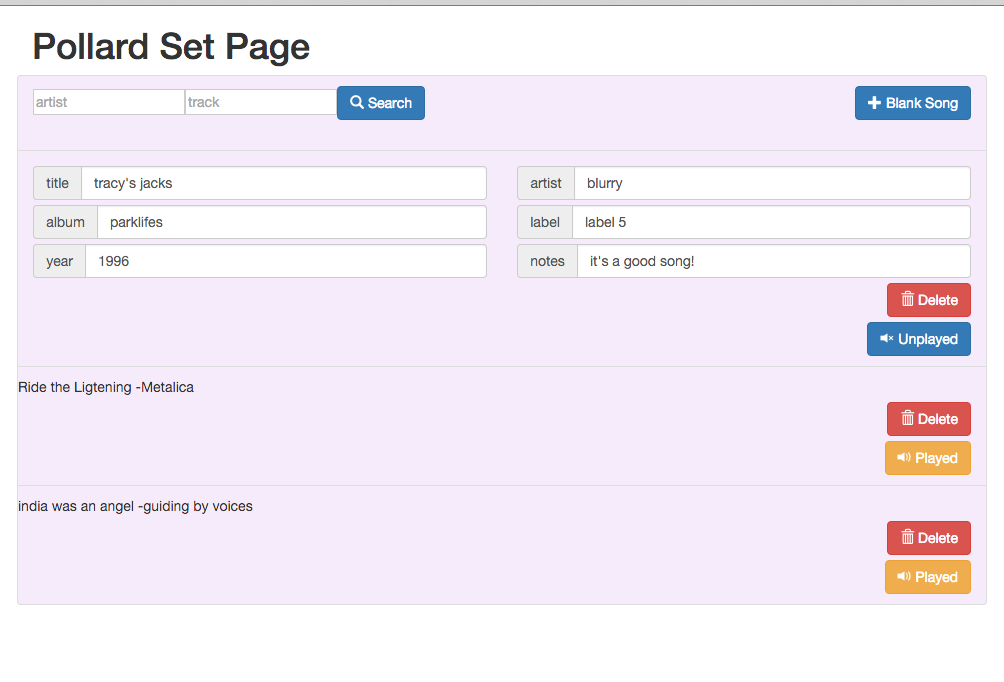 Pollard Set Page
artist track Search Blank Song
title tracy's jacks artist blurry
album parklifes label label 5
year 1996 notes it's a good song!
Delete
Unplayed
Ride the Ligtening -Metalica
Delete
Played
india was an angel -guiding by voices
Delete
Played